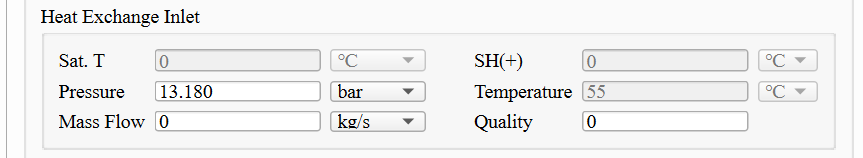 Heat Exchange Inlet
Sat. T 0 °C SH(+) 0 °C
Pressure 13.180 bar Temperature 55 °C
Mass Flow 0 kg/s Quality 0